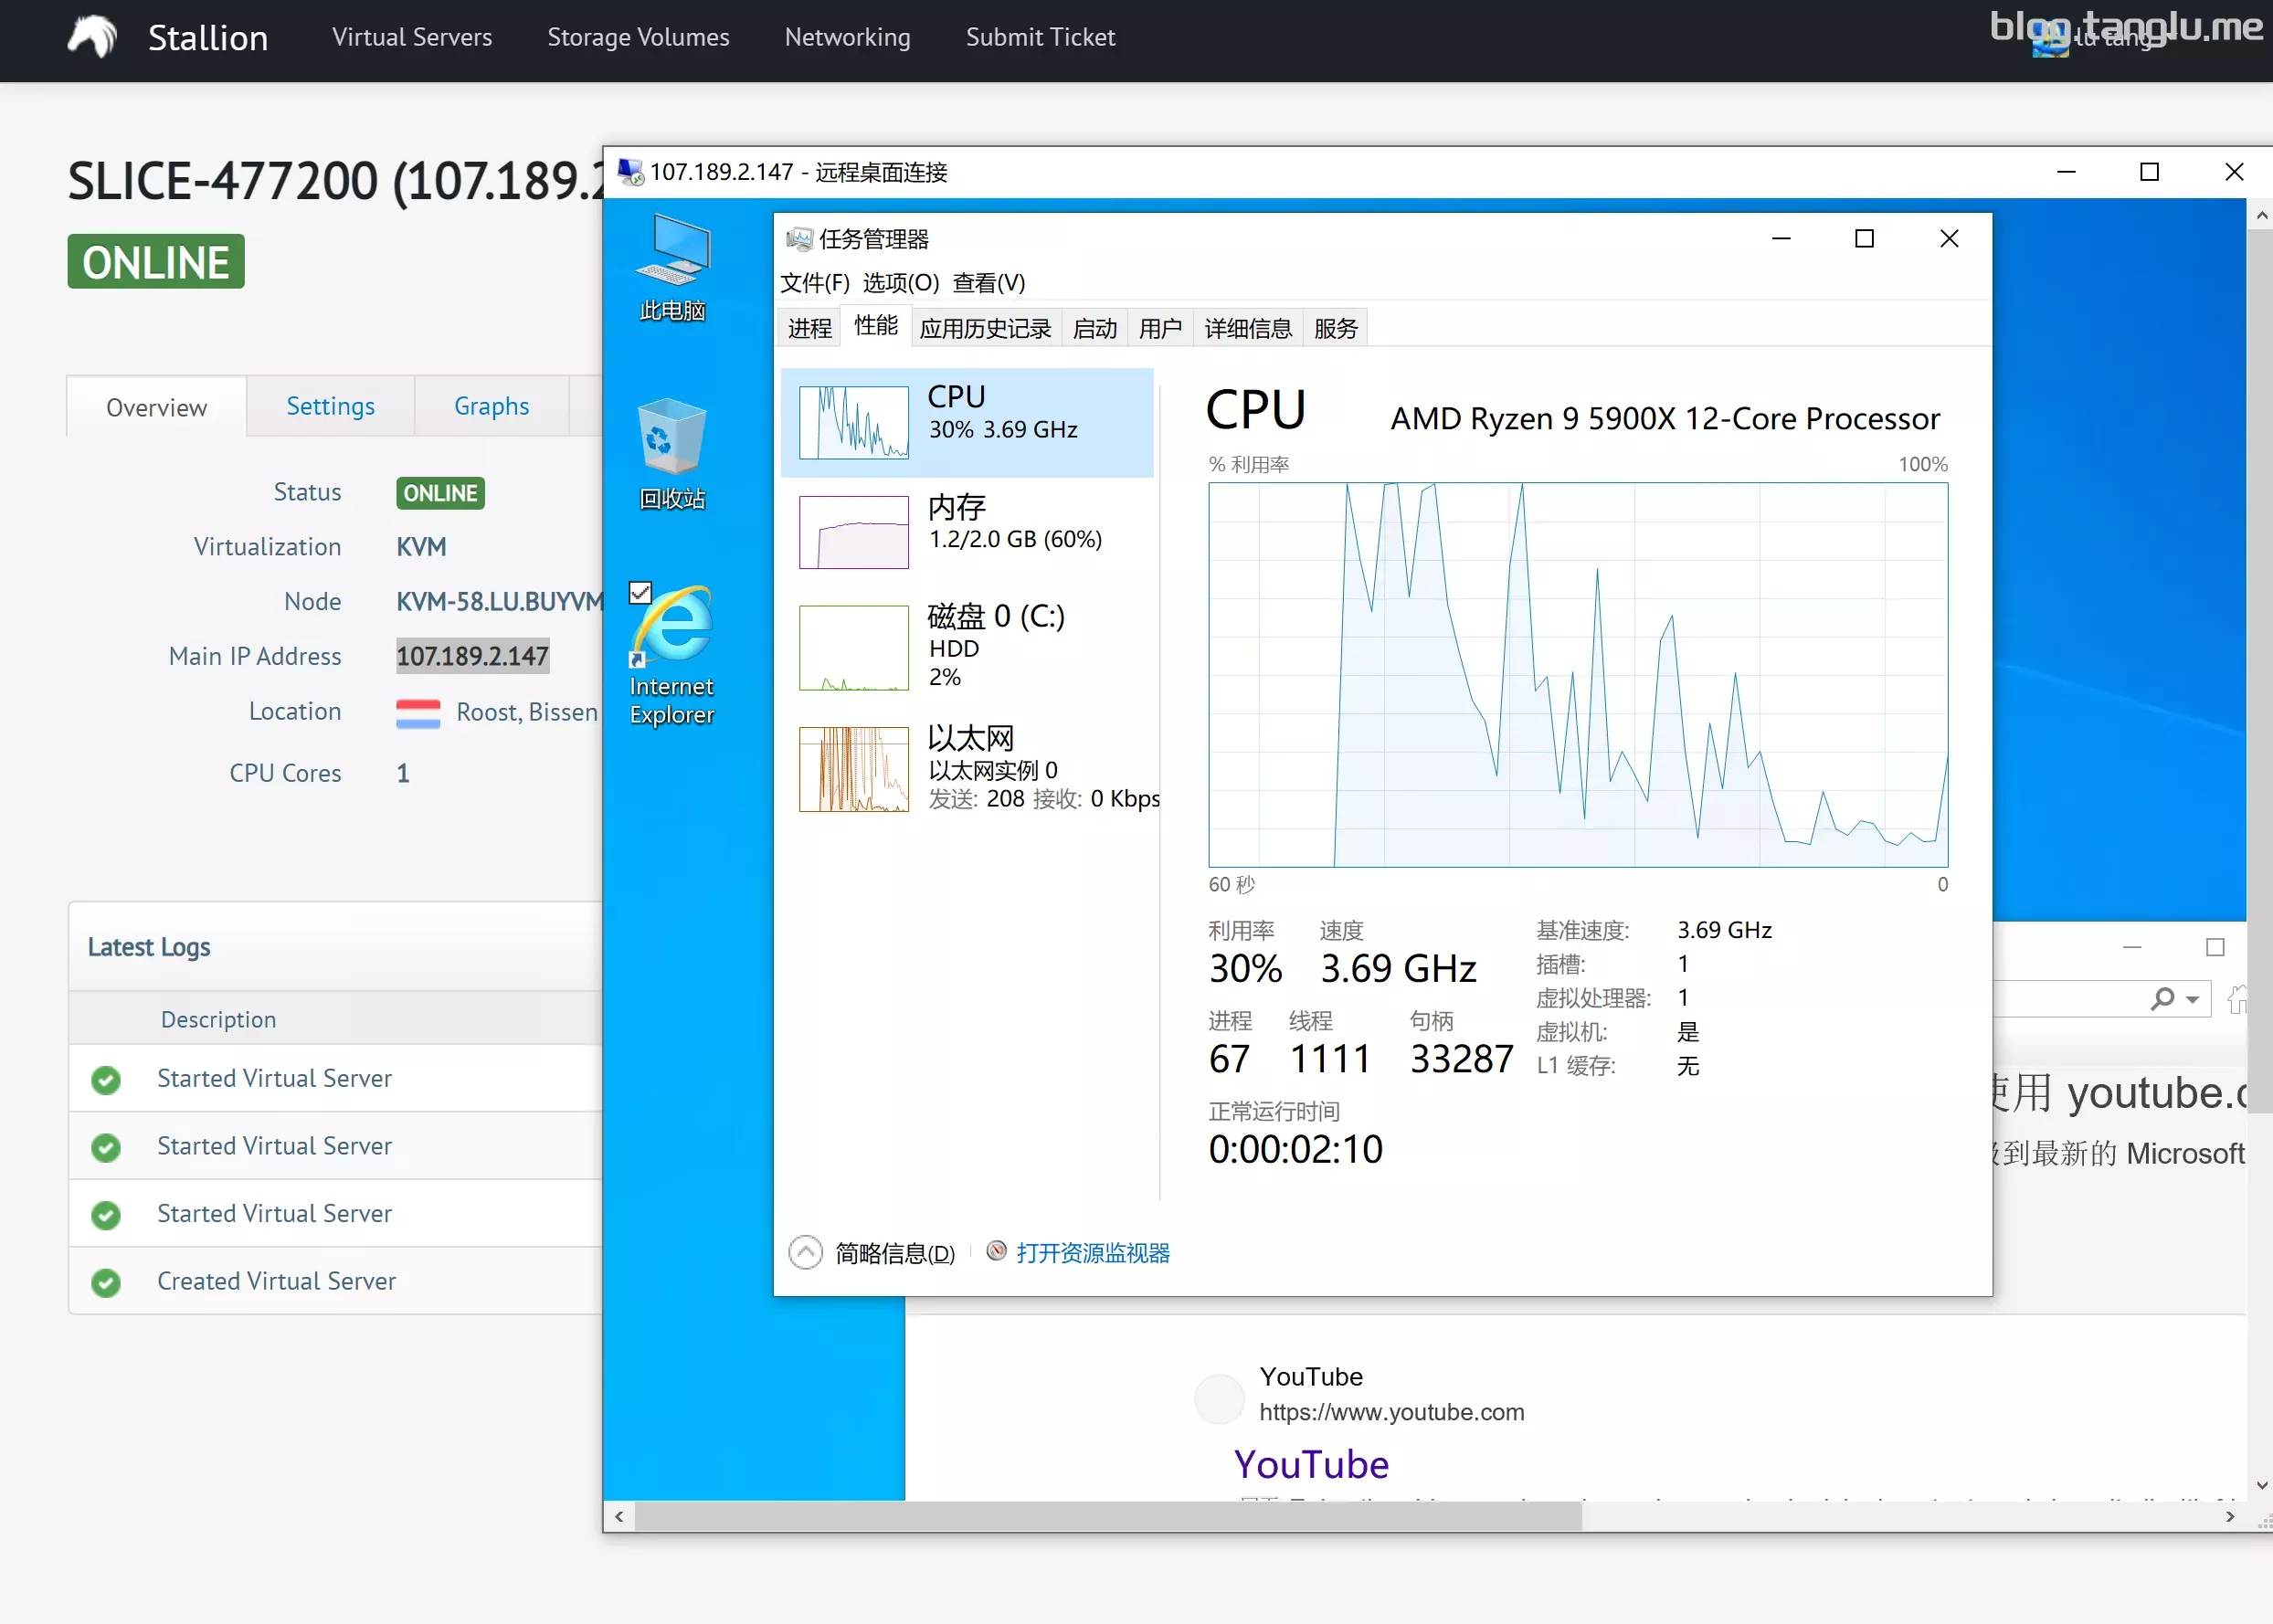 Stallion
Virtual Servers
Storage Volumes
Networking
Submit Ticket
lu tang
blog.tanglu.me
SLICE-477200 (107.189.2
ONLINE
Overview
Settings
Graphs
Status ONLINE
Virtualization KVM
Node KVM-58.LU.BUYVM
Main IP Address 107.189.2.147
Location Roost, Bissen
CPU Cores 1
Latest Logs
Description
Started Virtual Server
Started Virtual Server
Started Virtual Server
Created Virtual Server
107.189.2.147 - 远程桌面连接
此电脑
回收站
Internet
Explorer
任务管理器
文件(F) 选项(O) 查看(V)
进程 性能 应用历史记录 启动 用户 详细信息 服务
CPU
30% 3.69 GHz
内存
1.2/2.0 GB (60%)
磁盘 0 (C:)
HDD
2%
以太网
以太网实例 0
发送: 208 接收: 0 Kbps
CPU AMD Ryzen 9 5900X 12-Core Processor
% 利用率 100%
60 秒 0
利用率 速度
30% 3.69 GHz
进程 线程 句柄
67 1111 33287
正常运行时间
0:00:02:10
基准速度: 3.69 GHz
插槽: 1
虚拟处理器: 1
虚拟机: 是
L1 缓存: 无
简略信息(D) 打开资源监视器
使用 youtube.c
到最新的 Microsoft
YouTube
https://www.youtube.com
YouTube